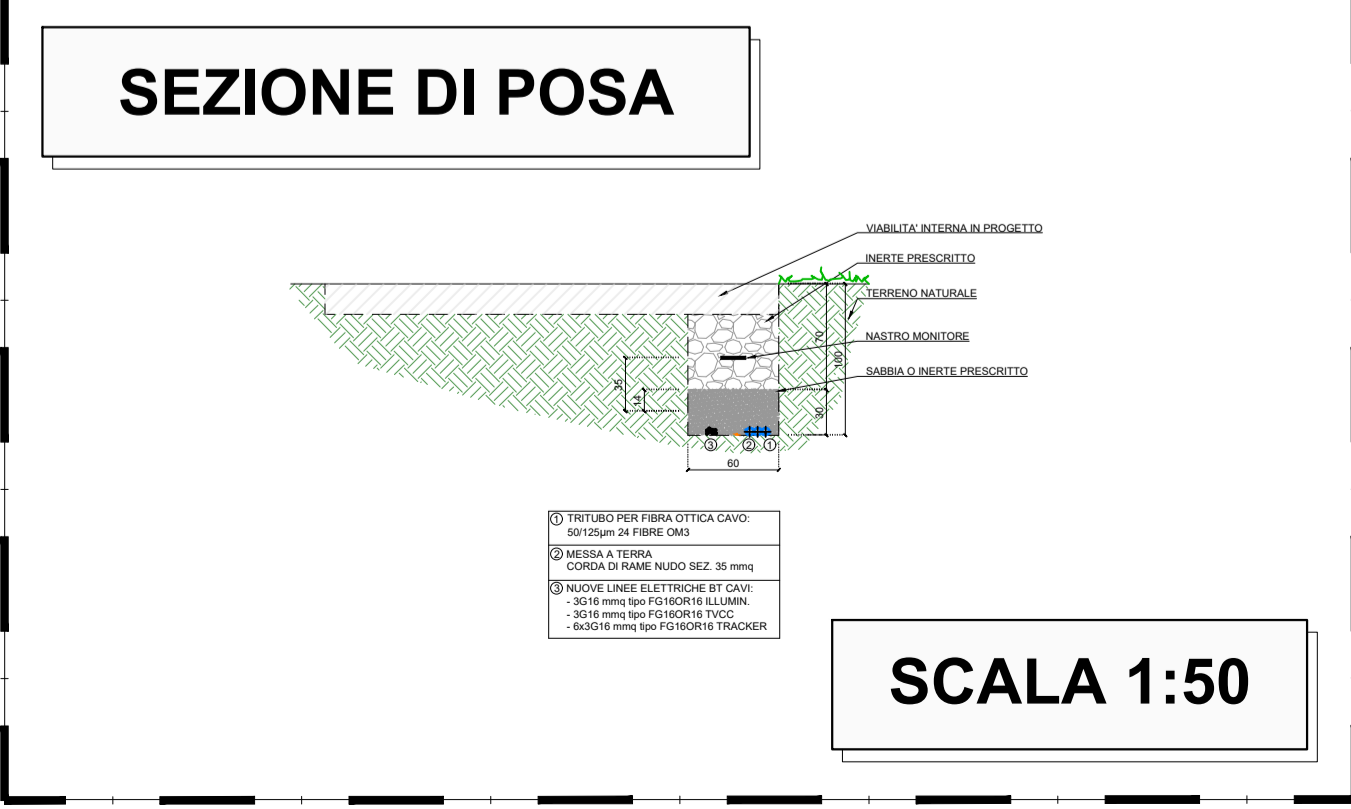 SEZIONE DI POSA
VIABILITA' INTERNA IN PROGETTO
INERTE PRESCRITTO
TERRENO NATURALE
NASTRO MONITORE
SABBIA O INERTE PRESCRITTO
70
100
30
35
14
3
2
1
60
1 TRITUBO PER FIBRA OTTICA CAVO:
50/125µm 24 FIBRE OM3
2 MESSA A TERRA
CORDA DI RAME NUDO SEZ. 35 mmq
3 NUOVE LINEE ELETTRICHE BT CAVI:
- 3G16 mmq tipo FG16OR16 ILLUMIN.
- 3G16 mmq tipo FG16OR16 TVCC
- 6x3G16 mmq tipo FG16OR16 TRACKER
SCALA 1:50